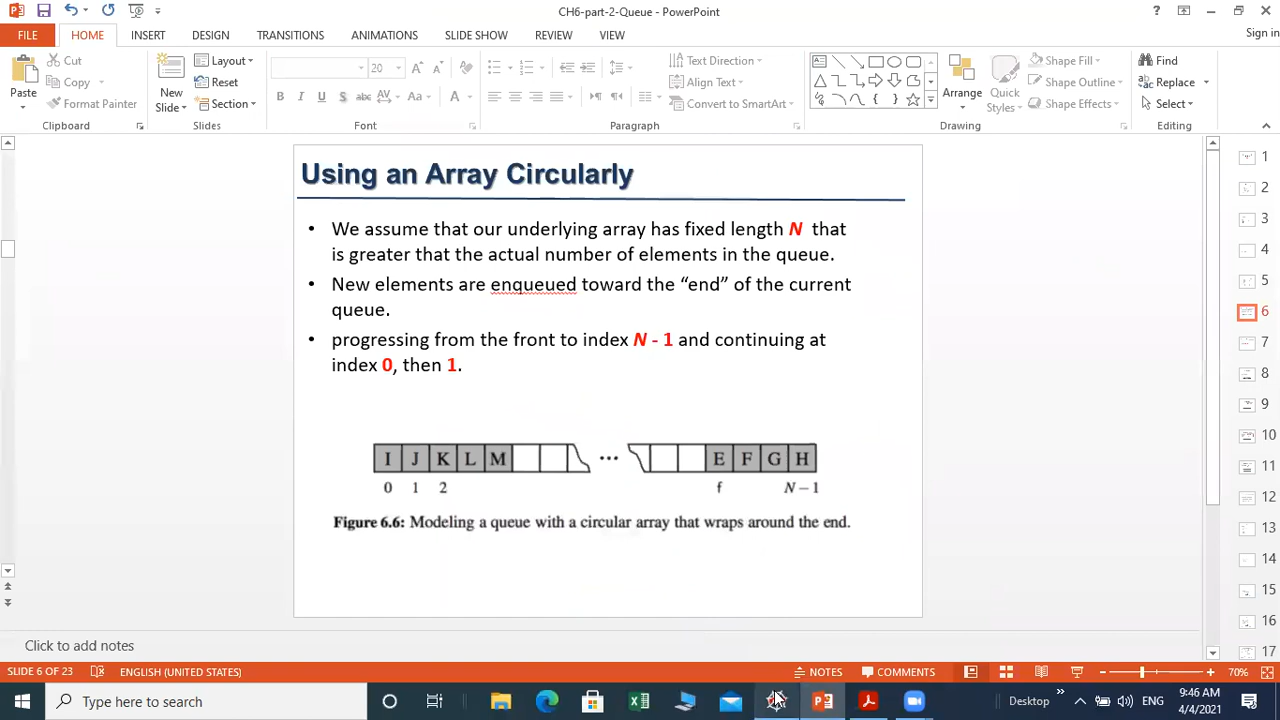 CH6-part-2-Queue - PowerPoint
?
Sign in
FILE HOME INSERT DESIGN TRANSITIONS ANIMATIONS SLIDE SHOW REVIEW VIEW
Paste
Cut
Copy
Format Painter
Clipboard
New Slide
Layout
Reset
Section
Slides
20
B I U S abc AV Aa A
Font
Text Direction
Align Text
Convert to SmartArt
Paragraph
Arrange
Quick Styles
Shape Fill
Shape Outline
Shape Effects
Drawing
Find
Replace
Select
Editing
Using an Array Circularly
• We assume that our underlying array has fixed length N that
is greater that the actual number of elements in the queue.
• New elements are enqueued toward the “end” of the current
queue.
• progressing from the front to index N - 1 and continuing at
index 0, then 1.
I J K L M ... E F G H
0 1 2 f N − 1
Figure 6.6: Modeling a queue with a circular array that wraps around the end.
1
2
3
4
5
6
7
8
9
10
11
12
13
14
15
16
17
Click to add notes
SLIDE 6 OF 23 ENGLISH (UNITED STATES) NOTES COMMENTS 70%
Type here to search
Desktop
9:46 AM
4/4/2021